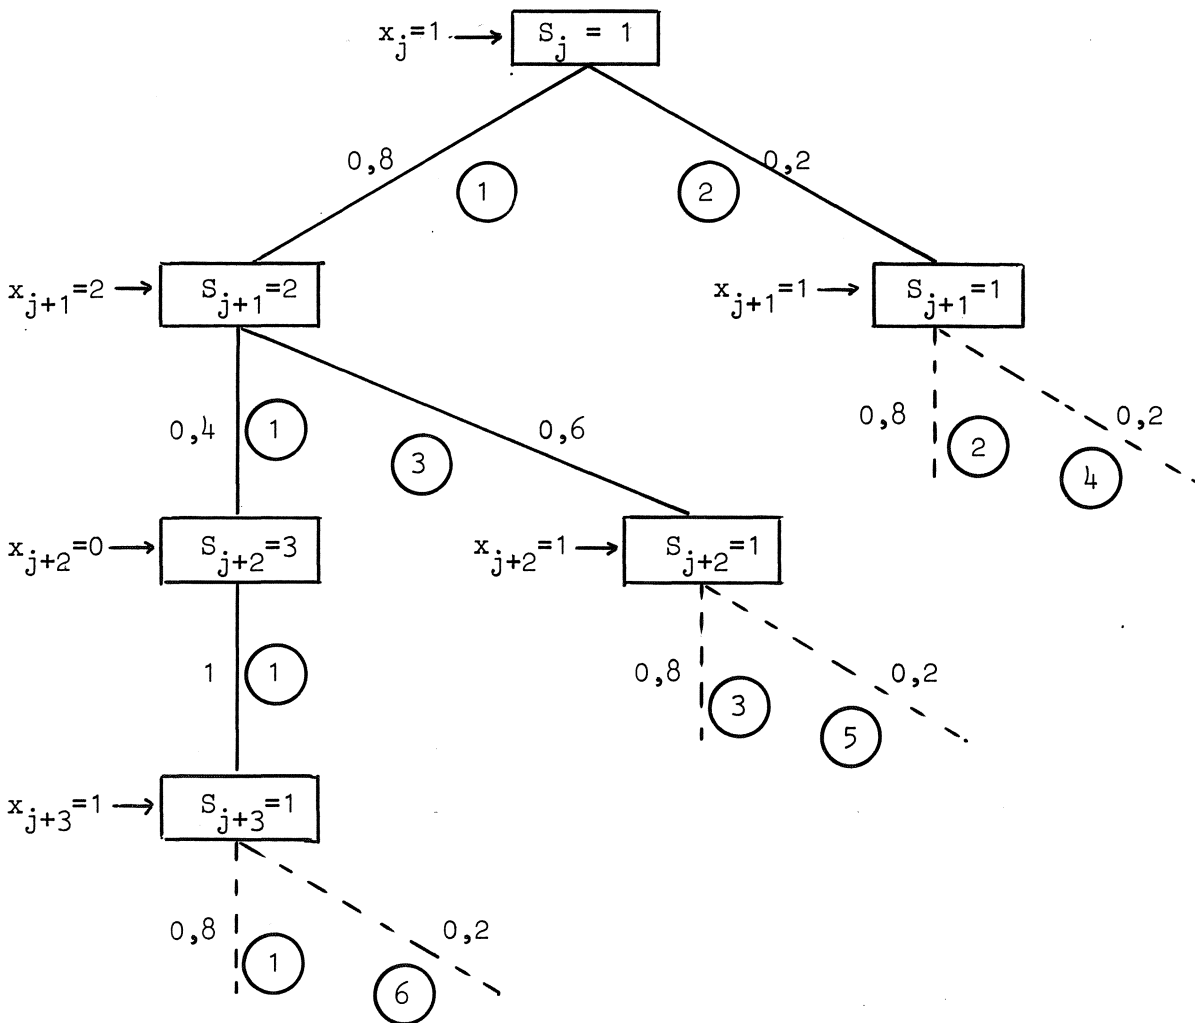 x_j=1 → S_j = 1
0,8 0,2
1 2
x_{j+1}=2 → S_{j+1}=2 x_{j+1}=1 → S_{j+1}=1
0,4 1 3 0,6 0,8 2 4 0,2
x_{j+2}=0 → S_{j+2}=3 x_{j+2}=1 → S_{j+2}=1
1 1 0,8 3 5 0,2
x_{j+3}=1 → S_{j+3}=1
0,8 1 6 0,2